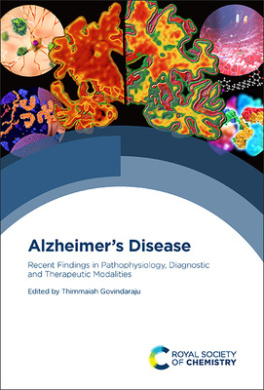 Alzheimer's Disease
Recent Findings in Pathophysiology, Diagnostic
and Therapeutic Modalities
Edited by Thimmaiah Govindaraju
ROYAL SOCIETY
OF CHEMISTRY